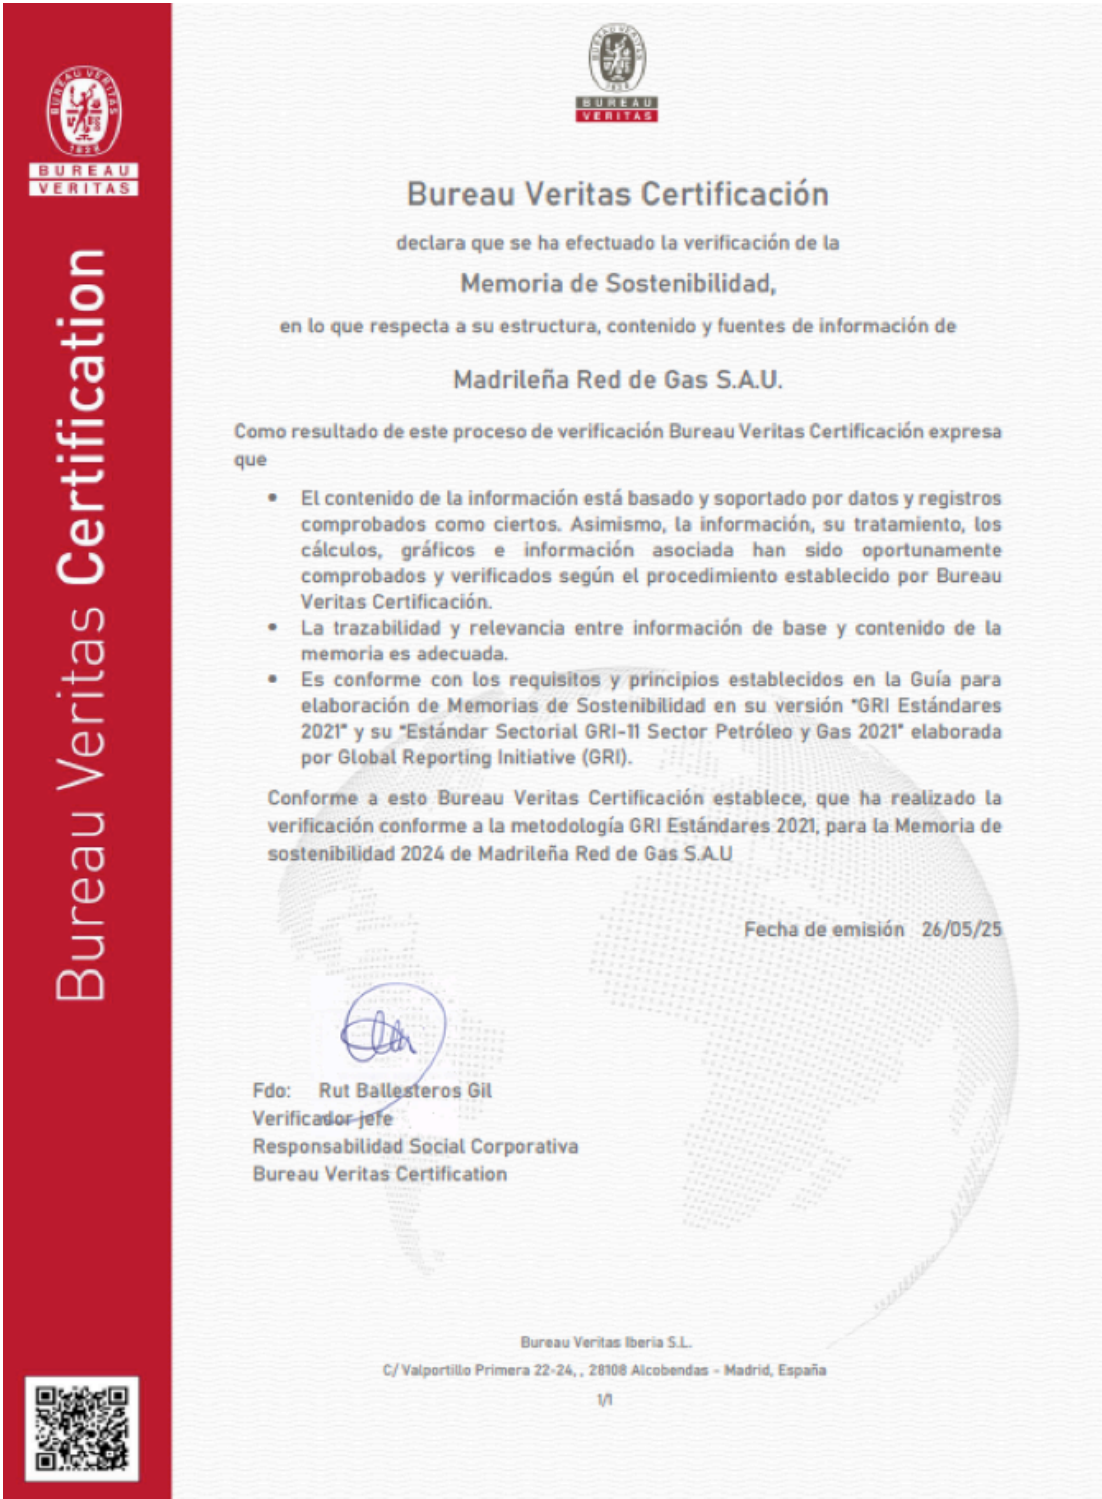 BUREAU VERITAS
1828
BUREAU
VERITAS
Bureau Veritas Certification
BUREAU VERITAS
1828
BUREAU
VERITAS
Bureau Veritas Certificación
declara que se ha efectuado la verificación de la
Memoria de Sostenibilidad,
en lo que respecta a su estructura, contenido y fuentes de información de
Madrileña Red de Gas S.A.U.
Como resultado de este proceso de verificación Bureau Veritas Certificación expresa
que
• El contenido de la información está basado y soportado por datos y registros
comprobados como ciertos. Asimismo, la información, su tratamiento, los
cálculos, gráficos e información asociada han sido oportunamente
comprobados y verificados según el procedimiento establecido por Bureau
Veritas Certificación.
• La trazabilidad y relevancia entre información de base y contenido de la
memoria es adecuada.
• Es conforme con los requisitos y principios establecidos en la Guía para
elaboración de Memorias de Sostenibilidad en su versión "GRI Estándares
2021" y su "Estándar Sectorial GRI-11 Sector Petróleo y Gas 2021" elaborada
por Global Reporting Initiative (GRI).
Conforme a esto Bureau Veritas Certificación establece, que ha realizado la
verificación conforme a la metodología GRI Estándares 2021, para la Memoria de
sostenibilidad 2024 de Madrileña Red de Gas S.A.U
Fecha de emisión 26/05/25
Fdo: Rut Ballesteros Gil
Verificador jefe
Responsabilidad Social Corporativa
Bureau Veritas Certification
Bureau Veritas Iberia S.L.
C/ Valportillo Primera 22-24, , 28108 Alcobendas - Madrid, España
1/1